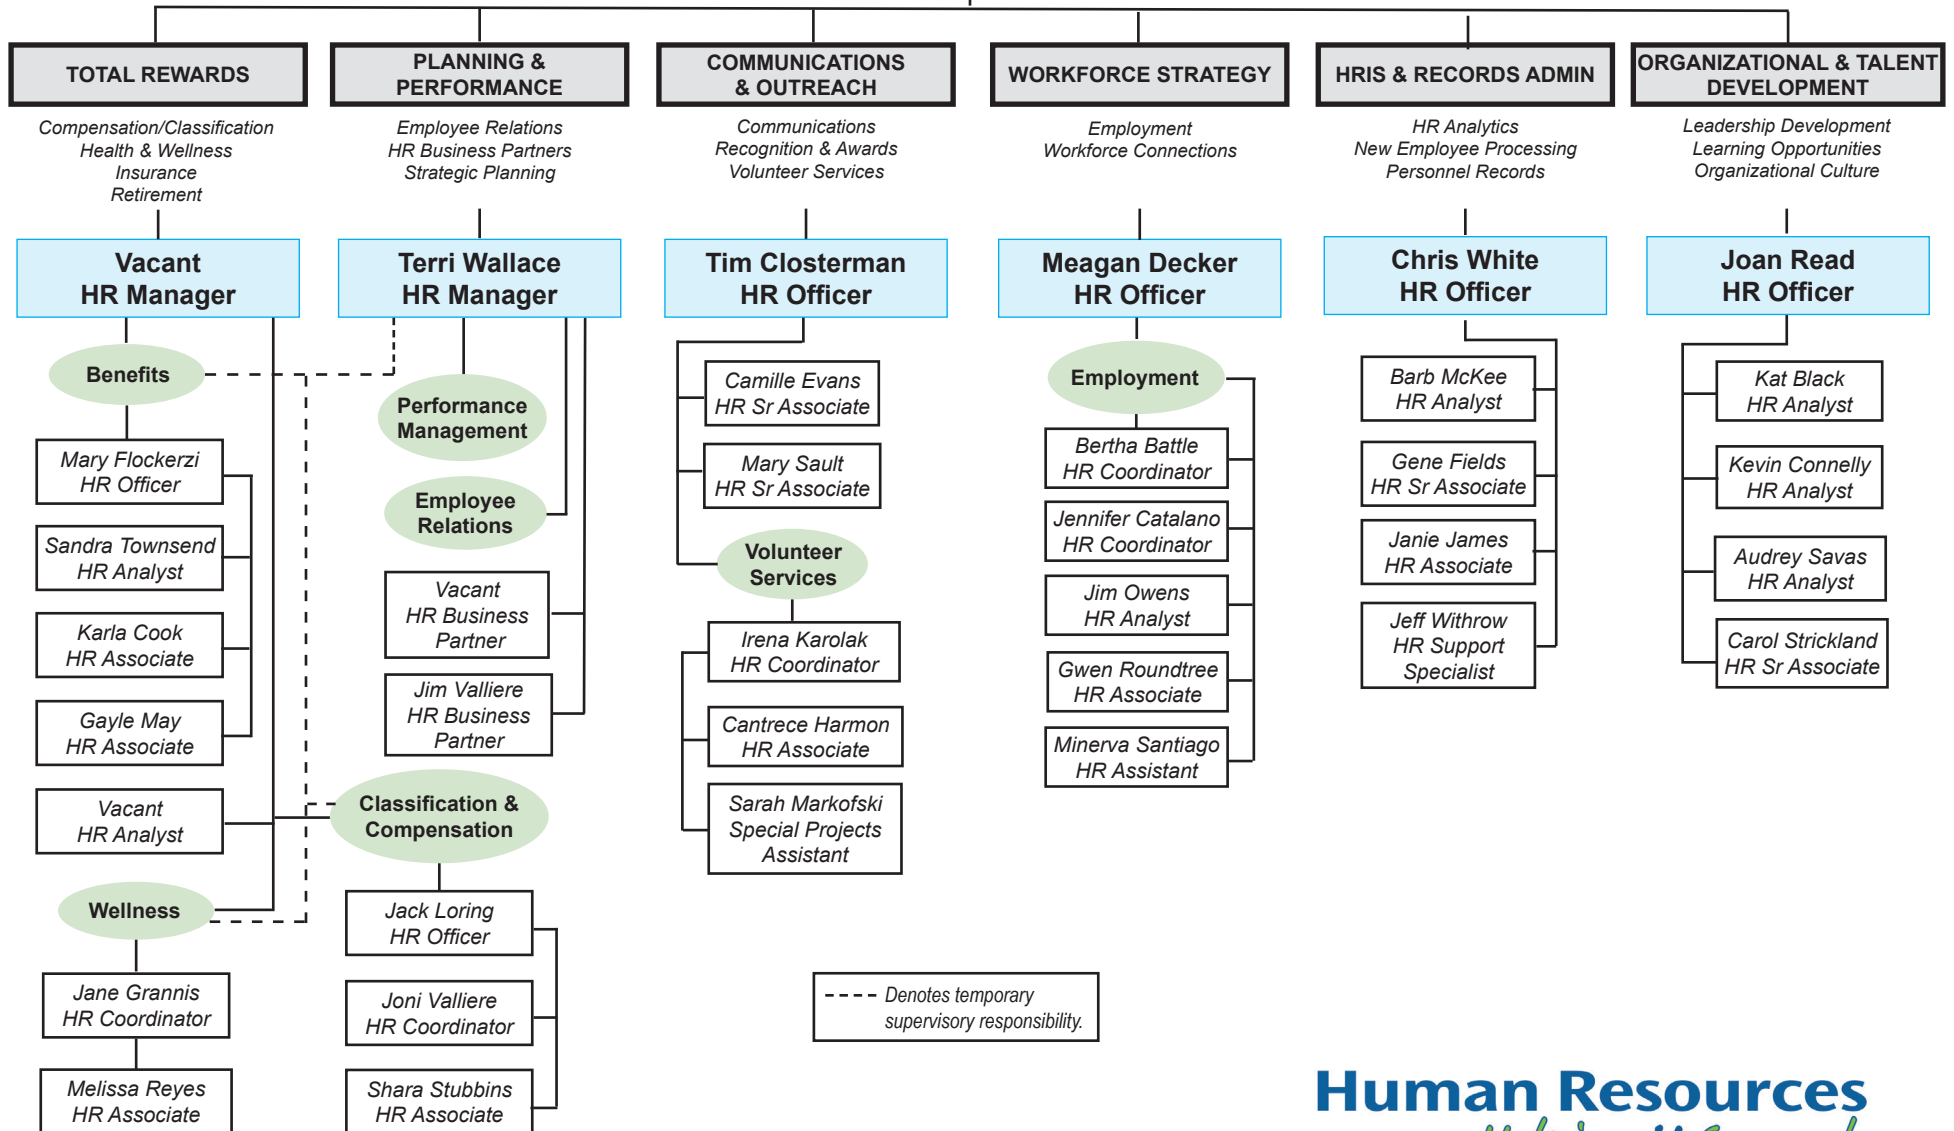 TOTAL REWARDS
Compensation/Classification
Health & Wellness
Insurance
Retirement
Vacant
HR Manager
Benefits
Mary Flockerzi
HR Officer
Sandra Townsend
HR Analyst
Karla Cook
HR Associate
Gayle May
HR Associate
Vacant
HR Analyst
Wellness
Jane Grannis
HR Coordinator
Melissa Reyes
HR Associate
PLANNING &
PERFORMANCE
Employee Relations
HR Business Partners
Strategic Planning
Terri Wallace
HR Manager
Performance
Management
Employee
Relations
Vacant
HR Business
Partner
Jim Valliere
HR Business
Partner
Classification &
Compensation
Jack Loring
HR Officer
Joni Valliere
HR Coordinator
Shara Stubbins
HR Associate
COMMUNICATIONS
& OUTREACH
Communications
Recognition & Awards
Volunteer Services
Tim Closterman
HR Officer
Camille Evans
HR Sr Associate
Mary Sault
HR Sr Associate
Volunteer
Services
Irena Karolak
HR Coordinator
Cantrece Harmon
HR Associate
Sarah Markofski
Special Projects
Assistant
WORKFORCE STRATEGY
Employment
Workforce Connections
Meagan Decker
HR Officer
Employment
Bertha Battle
HR Coordinator
Jennifer Catalano
HR Coordinator
Jim Owens
HR Analyst
Gwen Roundtree
HR Associate
Minerva Santiago
HR Assistant
HRIS & RECORDS ADMIN
HR Analytics
New Employee Processing
Personnel Records
Chris White
HR Officer
Barb McKee
HR Analyst
Gene Fields
HR Sr Associate
Janie James
HR Associate
Jeff Withrow
HR Support
Specialist
ORGANIZATIONAL & TALENT
DEVELOPMENT
Leadership Development
Learning Opportunities
Organizational Culture
Joan Read
HR Officer
Kat Black
HR Analyst
Kevin Connelly
HR Analyst
Audrey Savas
HR Analyst
Carol Strickland
HR Sr Associate
Denotes temporary
supervisory responsibility.
Human Resources